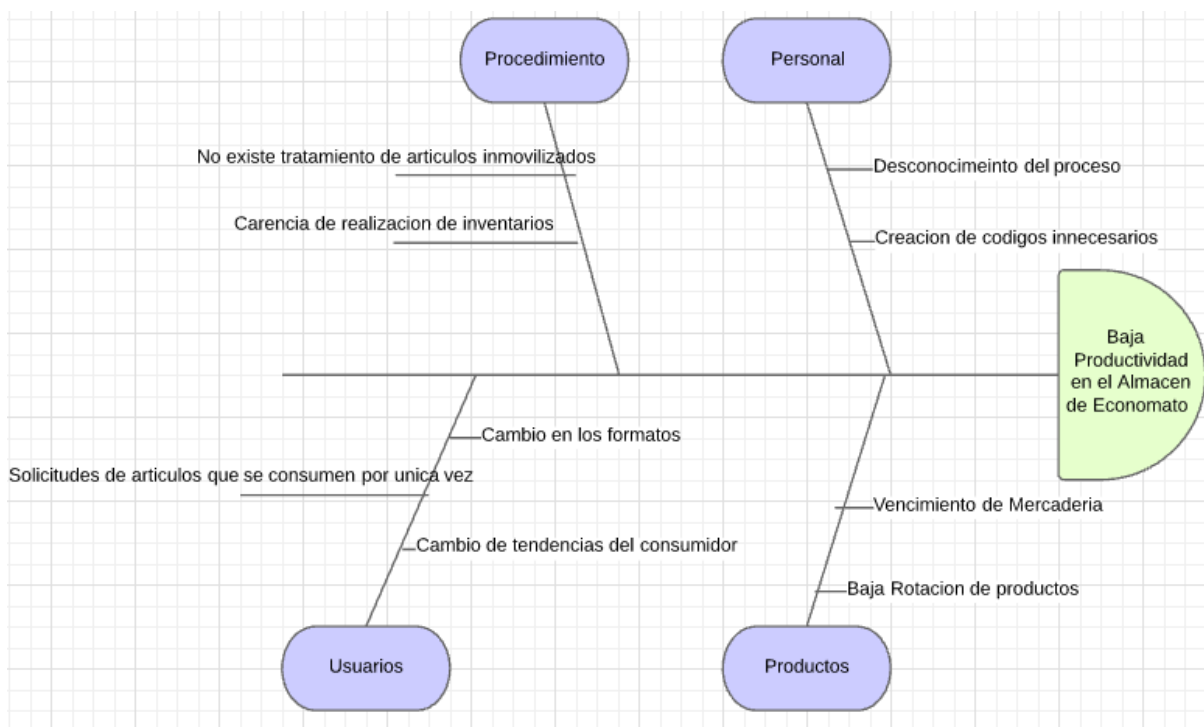 Procedimiento
Personal
No existe tratamiento de articulos inmovilizados
Desconocimeinto del proceso
Carencia de realizacion de inventarios
Creacion de codigos innecesarios
Baja
Productividad
en el Almacen
de Economato
Cambio en los formatos
Solicitudes de articulos que se consumen por unica vez
Vencimiento de Mercaderia
Cambio de tendencias del consumidor
Baja Rotacion de productos
Usuarios
Productos